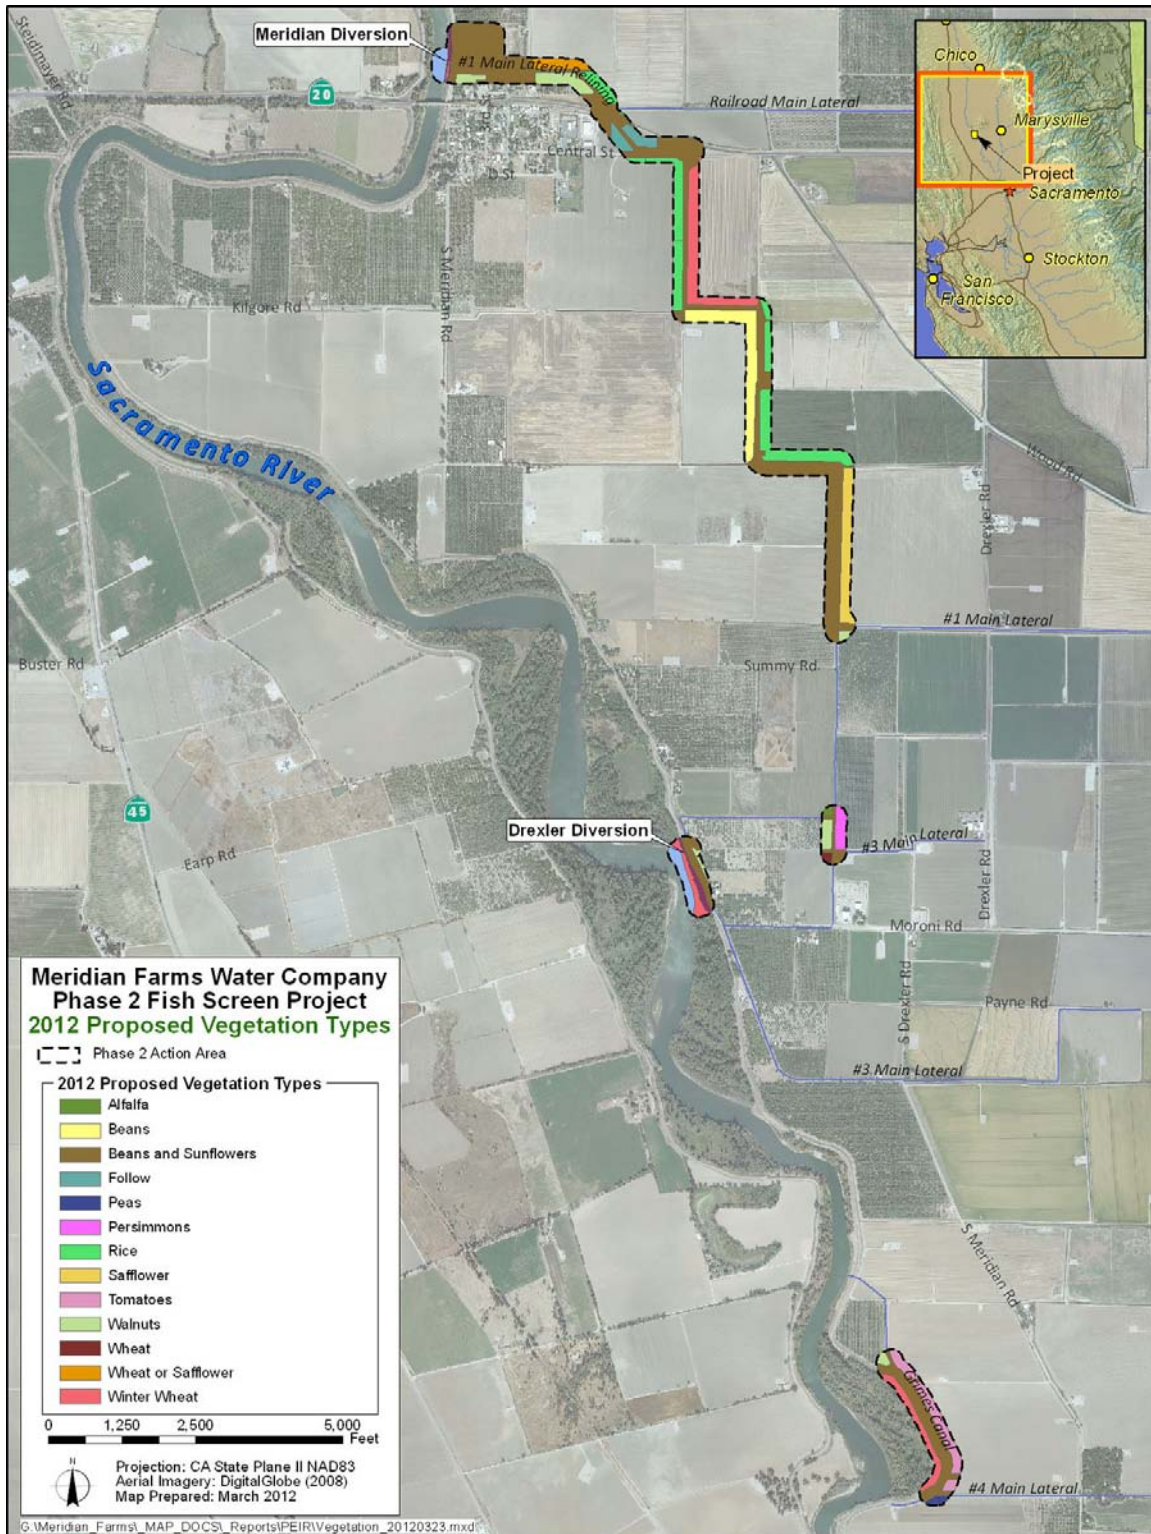 Steidlmayer Rd
Meridian Diversion
20
#1 Main Lateral Relining
3rd St
Railroad Main Lateral
Central St
D St
S Meridian Rd
Kilgore Rd
Sacramento River
Chico
Marysville
Project
Sacramento
Stockton
San
Francisco
Wood Rd
Drexler Rd
#1 Main Lateral
Buster Rd
Summy Rd
45
Drexler Diversion
#3 Main Lateral
Earp Rd
Drexler Rd
Moroni Rd
S Drexler Rd
Payne Rd
#3 Main Lateral
S Meridian Rd
Grimes Canal
#4 Main Lateral
Meridian Farms Water Company
Phase 2 Fish Screen Project
2012 Proposed Vegetation Types
Phase 2 Action Area
2012 Proposed Vegetation Types
Alfalfa
Beans
Beans and Sunflowers
Follow
Peas
Persimmons
Rice
Safflower
Tomatoes
Walnuts
Wheat
Wheat or Safflower
Winter Wheat
0 1,250 2,500 5,000
Feet
N
Projection: CA State Plane II NAD83
Aerial Imagery: DigitalGlobe (2008)
Map Prepared: March 2012
G:\Meridian_Farms\_MAP_DOCS\_Reports\PEIR\Vegetation_20120323.mxd